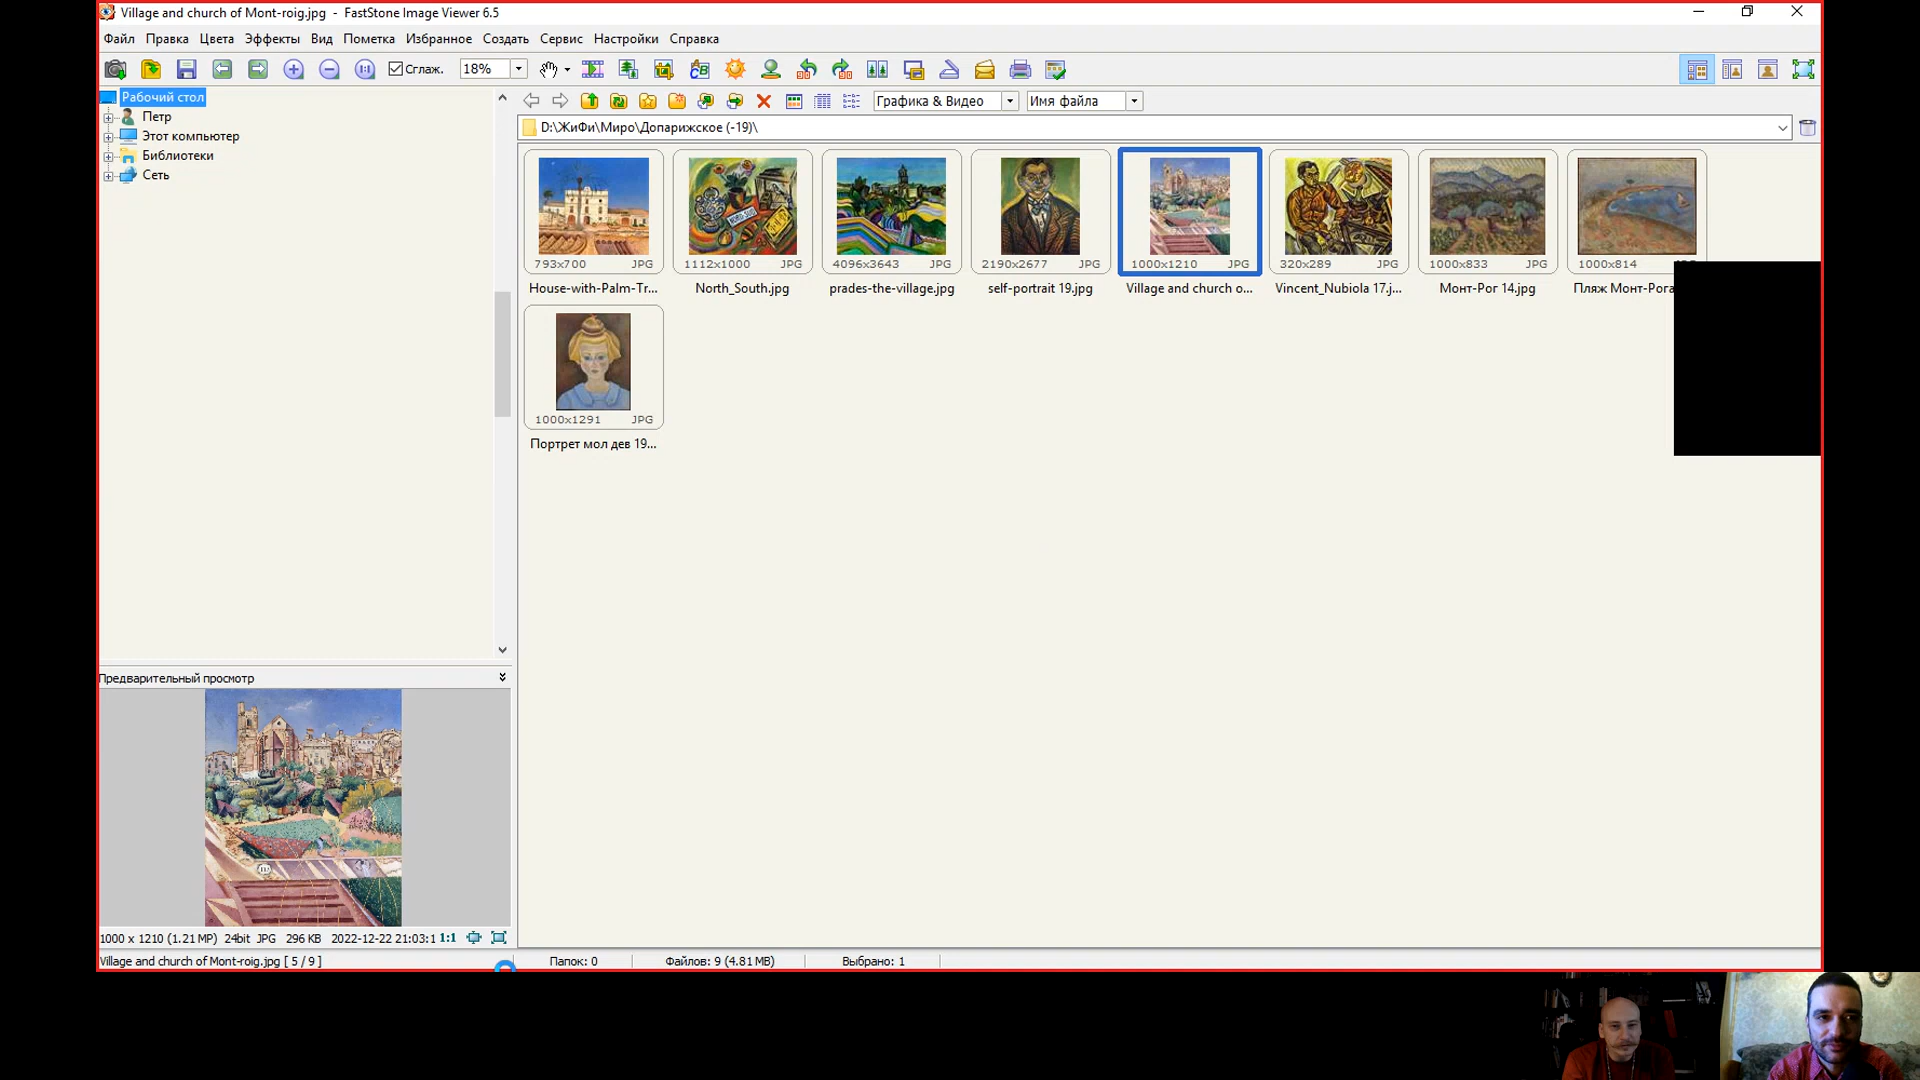 Village and church of Mont-roig.jpg - FastStone Image Viewer 6.5
Файл Правка Цвета Эффекты Вид Пометка Избранное Создать Сервис Настройки Справка
Сглаж. 18%
Рабочий стол
Петр
Этот компьютер
Библиотеки
Сеть
Графика & Видео Имя файла
D:\ЖиФи\Миро\Допарижское (-19)\
793x700 JPG
House-with-Palm-Tr...
1112x1000 JPG
North_South.jpg
4096x3643 JPG
prades-the-village.jpg
2190x2677 JPG
self-portrait 19.jpg
1000x1210 JPG
Village and church o...
320x289 JPG
Vincent_Nubiola 17.j...
1000x833 JPG
Монт-Рог 14.jpg
1000x814
Пляж Монт-Рога
1000x1291 JPG
Портрет мол дев 19...
Предварительный просмотр
1000 x 1210 (1.21 MP) 24bit JPG 296 KB 2022-12-22 21:03:1 1:1
Village and church of Mont-roig.jpg [ 5 / 9 ]
Папок: 0
Файлов: 9 (4.81 MB)
Выбрано: 1